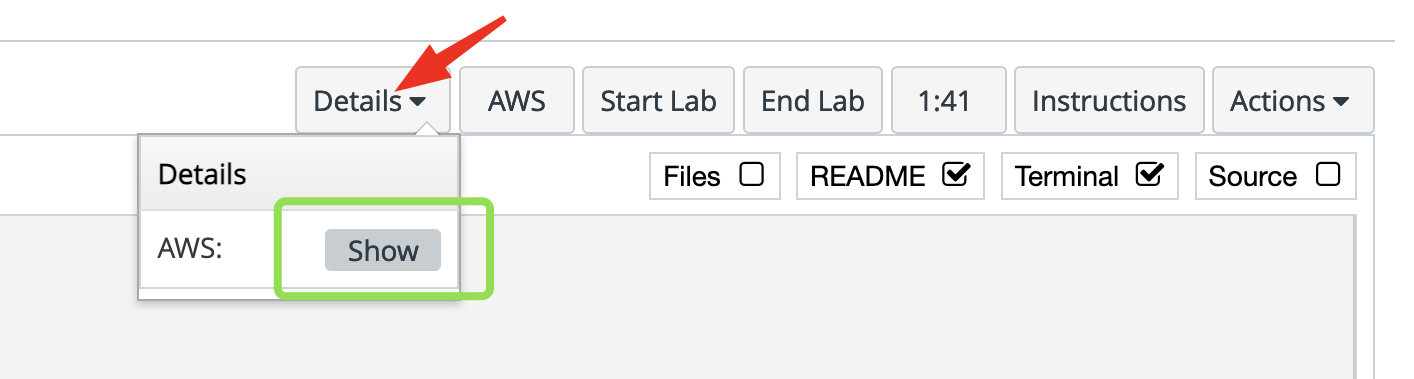 Details AWS Start Lab End Lab 1:41 Instructions Actions
Details
Files README Terminal Source
AWS: Show